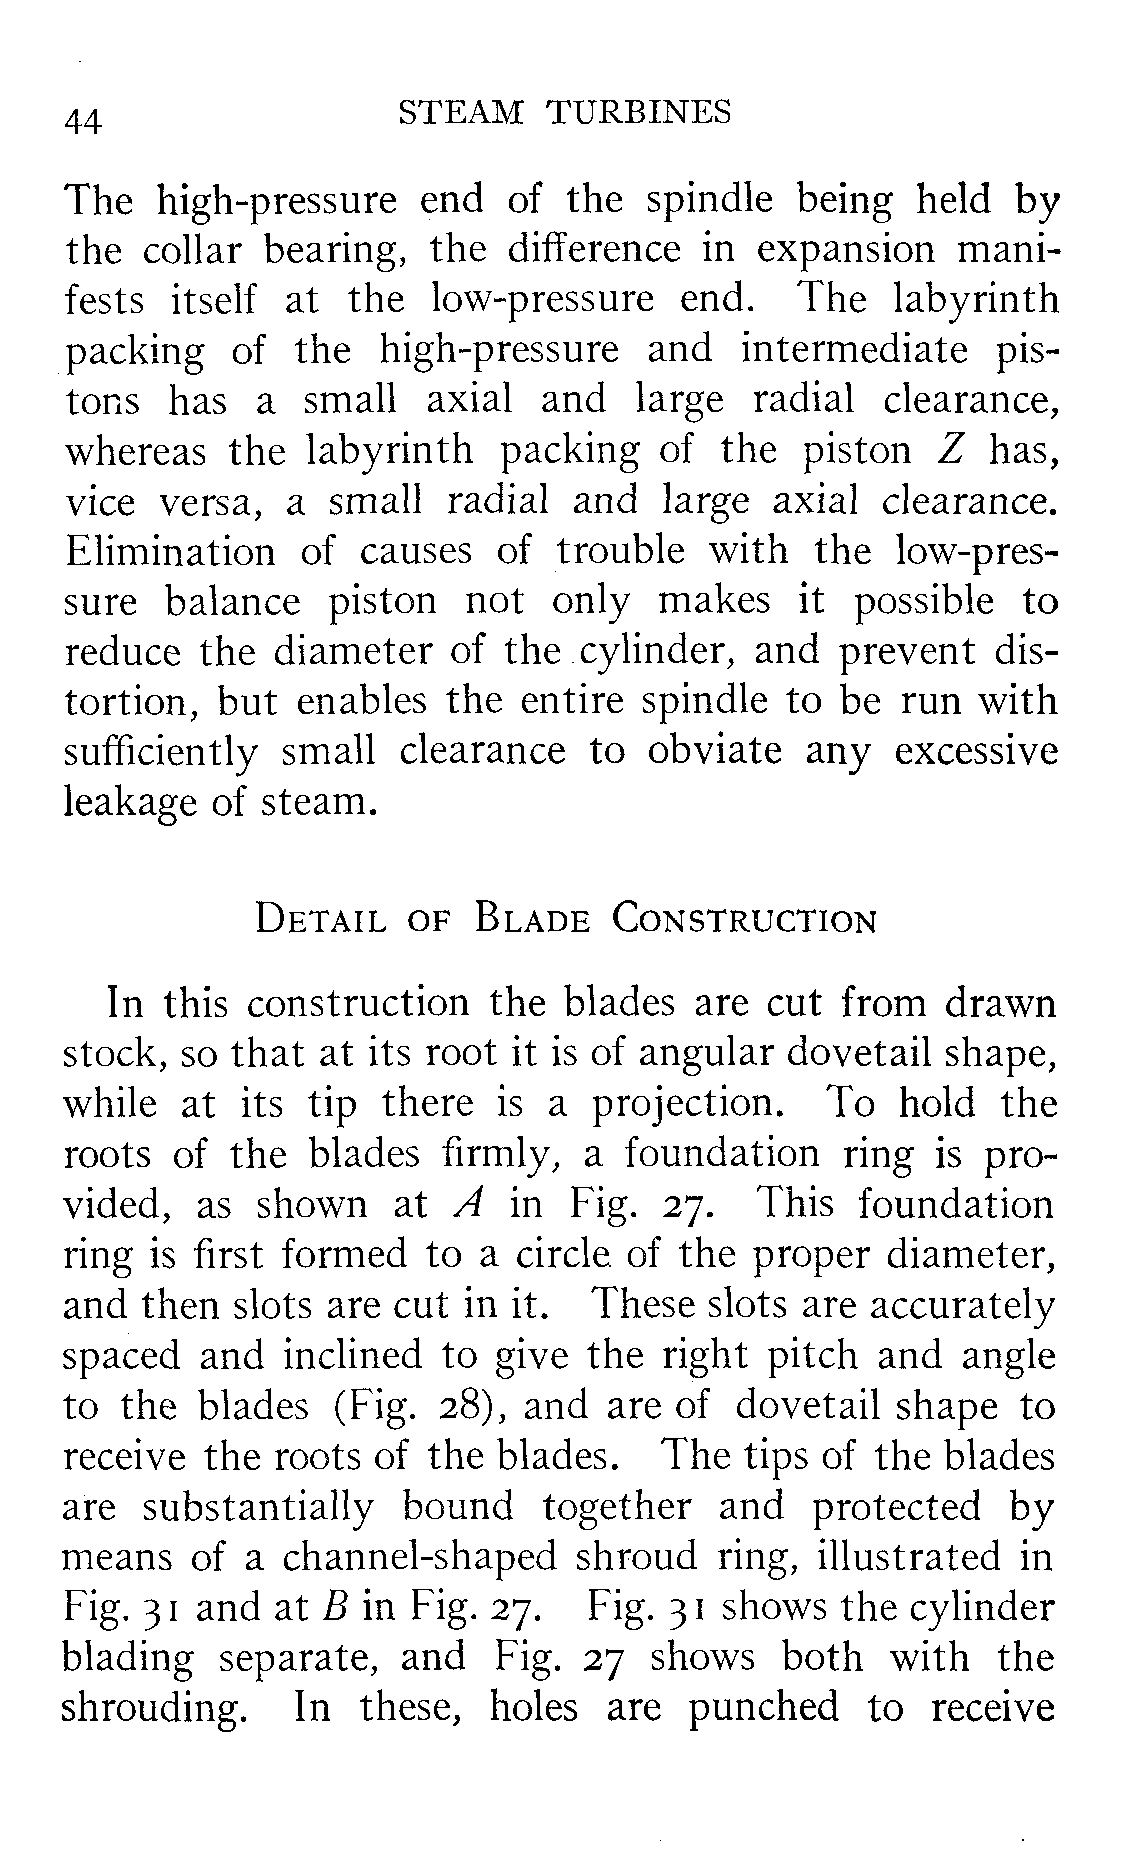 44 STEAM TURBINES
The high-pressure end of the spindle being held by
the collar bearing, the difference in expansion mani-
fests itself at the low-pressure end. The labyrinth
packing of the high-pressure and intermediate pis-
tons has a small axial and large radial clearance,
whereas the labyrinth packing of the piston Z has,
vice versa, a small radial and large axial clearance.
Elimination of causes of trouble with the low-pres-
sure balance piston not only makes it possible to
reduce the diameter of the cylinder, and prevent dis-
tortion, but enables the entire spindle to be run with
sufficiently small clearance to obviate any excessive
leakage of steam.
DETAIL OF BLADE CONSTRUCTION
In this construction the blades are cut from drawn
stock, so that at its root it is of angular dovetail shape,
while at its tip there is a projection. To hold the
roots of the blades firmly, a foundation ring is pro-
vided, as shown at A in Fig. 27. This foundation
ring is first formed to a circle of the proper diameter,
and then slots are cut in it. These slots are accurately
spaced and inclined to give the right pitch and angle
to the blades (Fig. 28), and are of dovetail shape to
receive the roots of the blades. The tips of the blades
are substantially bound together and protected by
means of a channel-shaped shroud ring, illustrated in
Fig. 31 and at B in Fig. 27. Fig. 31 shows the cylinder
blading separate, and Fig. 27 shows both with the
shrouding. In these, holes are punched to receive